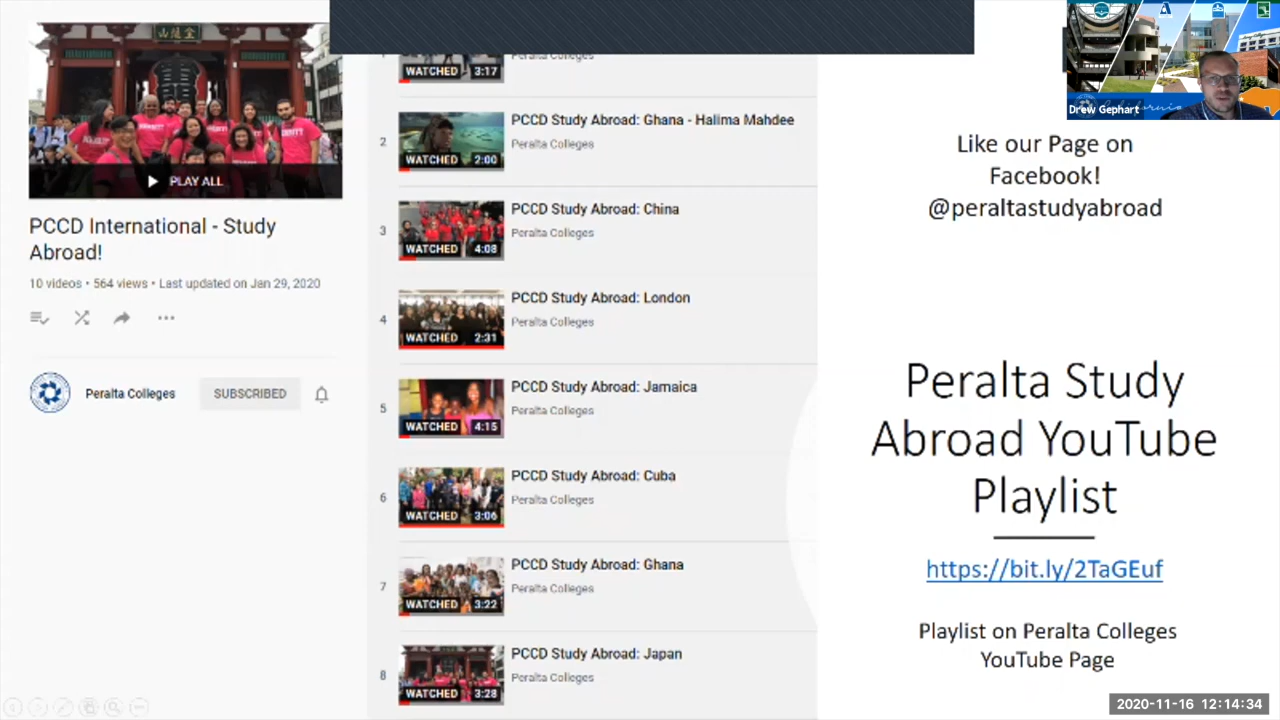 PLAY ALL
PCCD International - Study
Abroad!
10 videos • 564 views • Last updated on Jan 29, 2020
Peralta Colleges
SUBSCRIBED
WATCHED 3:17
Peralta Colleges
2
WATCHED 2:00
PCCD Study Abroad: Ghana - Halima Mahdee
Peralta Colleges
3
WATCHED 4:08
PCCD Study Abroad: China
Peralta Colleges
4
WATCHED 2:31
PCCD Study Abroad: London
Peralta Colleges
5
WATCHED 4:15
PCCD Study Abroad: Jamaica
Peralta Colleges
6
WATCHED 3:06
PCCD Study Abroad: Cuba
Peralta Colleges
7
WATCHED 3:22
PCCD Study Abroad: Ghana
Peralta Colleges
8
WATCHED 3:28
PCCD Study Abroad: Japan
Peralta Colleges
Drew Gephart
Like our Page on
Facebook!
@peraltastudyabroad
Peralta Study
Abroad YouTube
Playlist
https://bit.ly/2TaGEuf
Playlist on Peralta Colleges
YouTube Page
2020-11-16 12:14:34